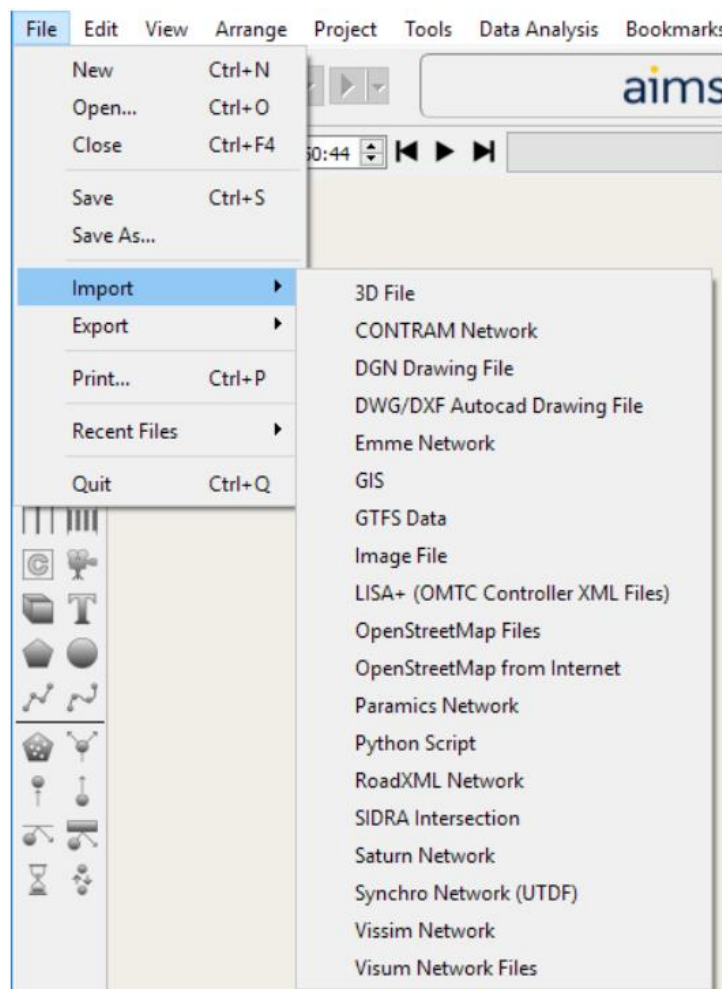 File Edit View Arrange Project Tools Data Analysis Bookmarks
aims
New Ctrl+N
Open... Ctrl+O
Close Ctrl+F4
50:44
Save Ctrl+S
Save As...
Import
Export
Print... Ctrl+P
Recent Files
Quit Ctrl+Q
3D File
CONTRAM Network
DGN Drawing File
DWG/DXF Autocad Drawing File
Emme Network
GIS
GTFS Data
Image File
LISA+ (OMTC Controller XML Files)
OpenStreetMap Files
OpenStreetMap from Internet
Paramics Network
Python Script
RoadXML Network
SIDRA Intersection
Saturn Network
Synchro Network (UTDF)
Vissim Network
Visum Network Files